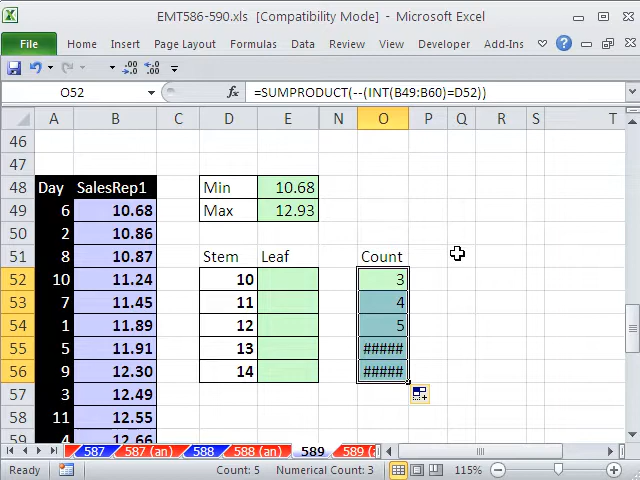 EMT586-590.xls [Compatibility Mode] - Microsoft Excel
File Home Insert Page Layout Formulas Data Review View Developer Add-Ins
O52 fx =SUMPRODUCT(--(INT(B49:B60)=D52))
A B C D E N O P Q R S T
46
47
48 Day SalesRep1 Min 10.68
49 6 10.68 Max 12.93
50 2 10.86
51 8 10.87 Stem Leaf Count
52 10 11.24 10 3
53 7 11.45 11 4
54 1 11.89 12 5
55 5 11.91 13 #####
56 9 12.30 14 #####
57 3 12.49
58 11 12.55
59 4 12.66
587 587 (an) 588 588 (an) 589 589 (
Ready Count: 5 Numerical Count: 3 115%